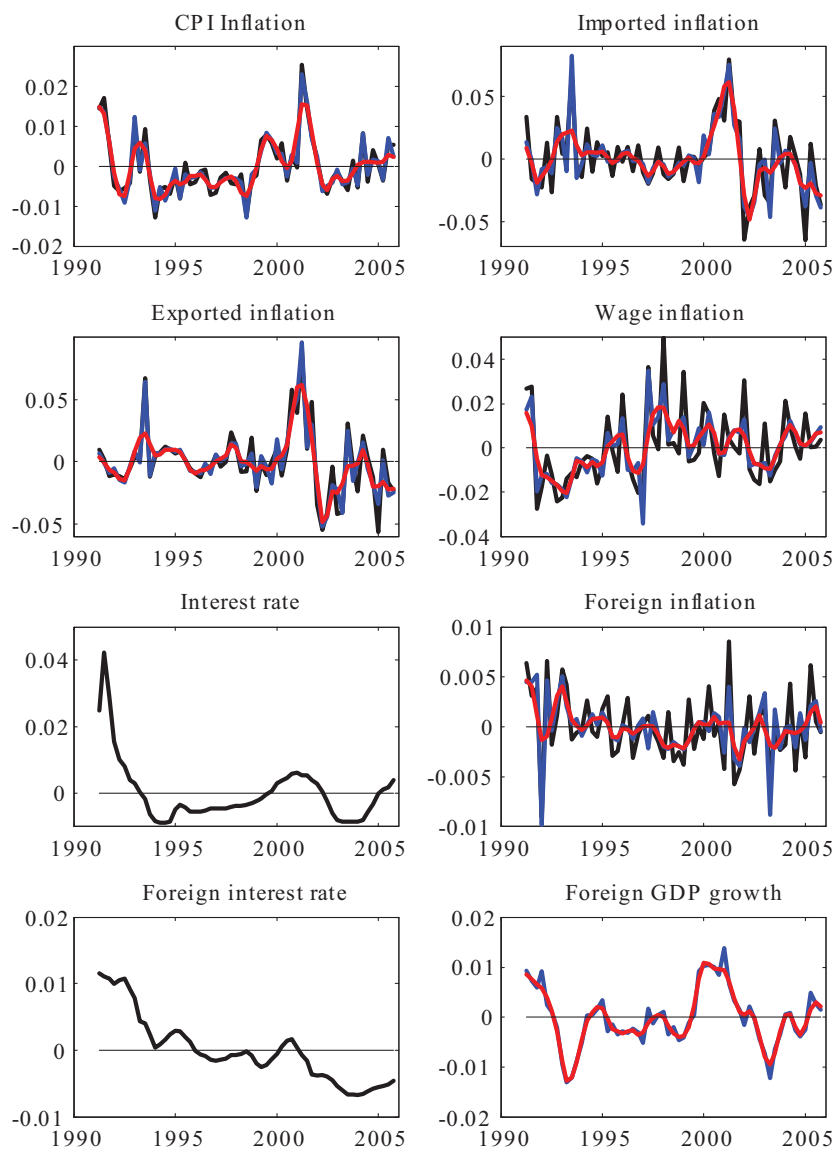 CPI Inflation
0.02
0.01
0
-0.01
-0.02
1990 1995 2000 2005
Imported inflation
0.05
0
-0.05
1990 1995 2000 2005
Exported inflation
0.05
0
-0.05
1990 1995 2000 2005
Wage inflation
0.04
0.02
0
-0.02
-0.04
1990 1995 2000 2005
Interest rate
0.04
0.02
0
1990 1995 2000 2005
Foreign inflation
0.01
0.005
0
-0.005
-0.01
1990 1995 2000 2005
Foreign interest rate
0.02
0.01
0
-0.01
1990 1995 2000 2005
Foreign GDP growth
0.02
0.01
0
-0.01
-0.02
1990 1995 2000 2005